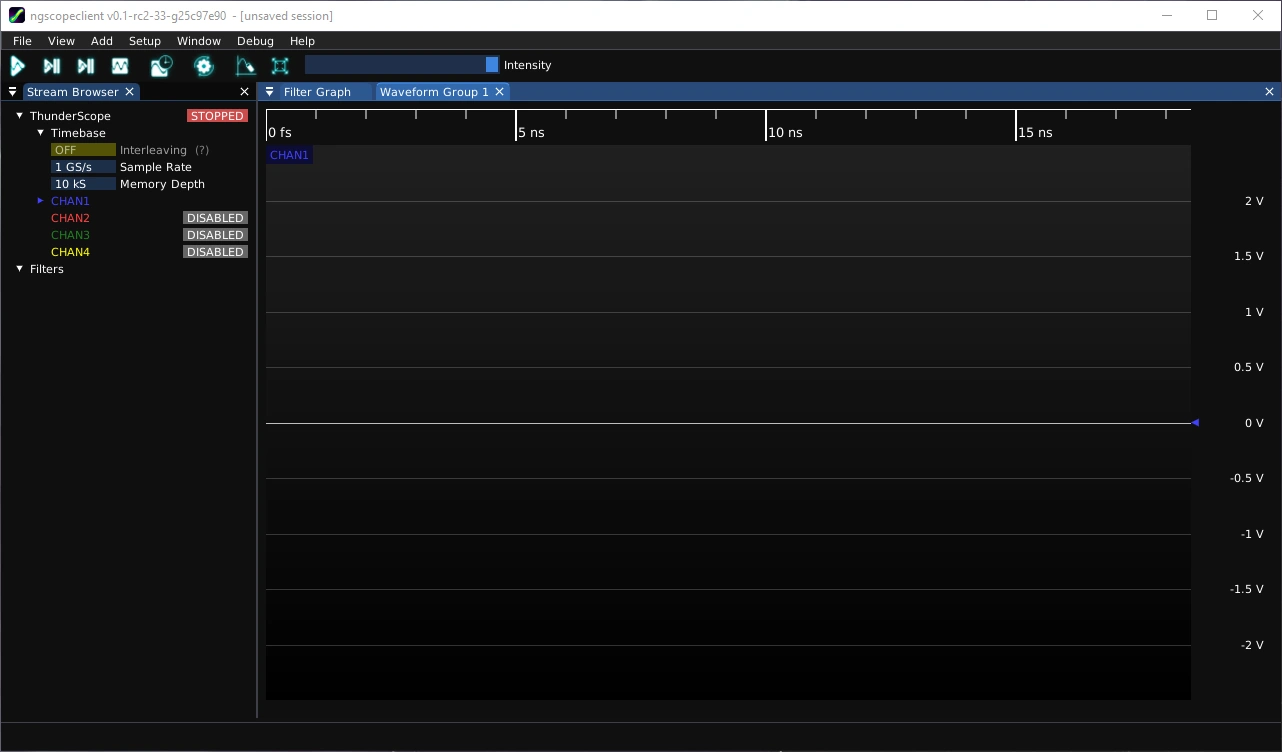 ngscopeclient v0.1-rc2-33-g25c97e90 - [unsaved session]
File View Add Setup Window Debug Help
Intensity
Stream Browser
Filter Graph Waveform Group 1
ThunderScope STOPPED
Timebase
OFF Interleaving (?)
1 GS/s Sample Rate
10 kS Memory Depth
CHAN1
CHAN2 DISABLED
CHAN3 DISABLED
CHAN4 DISABLED
Filters
0 fs 5 ns 10 ns 15 ns
CHAN1
2 V
1.5 V
1 V
0.5 V
0 V
-0.5 V
-1 V
-1.5 V
-2 V